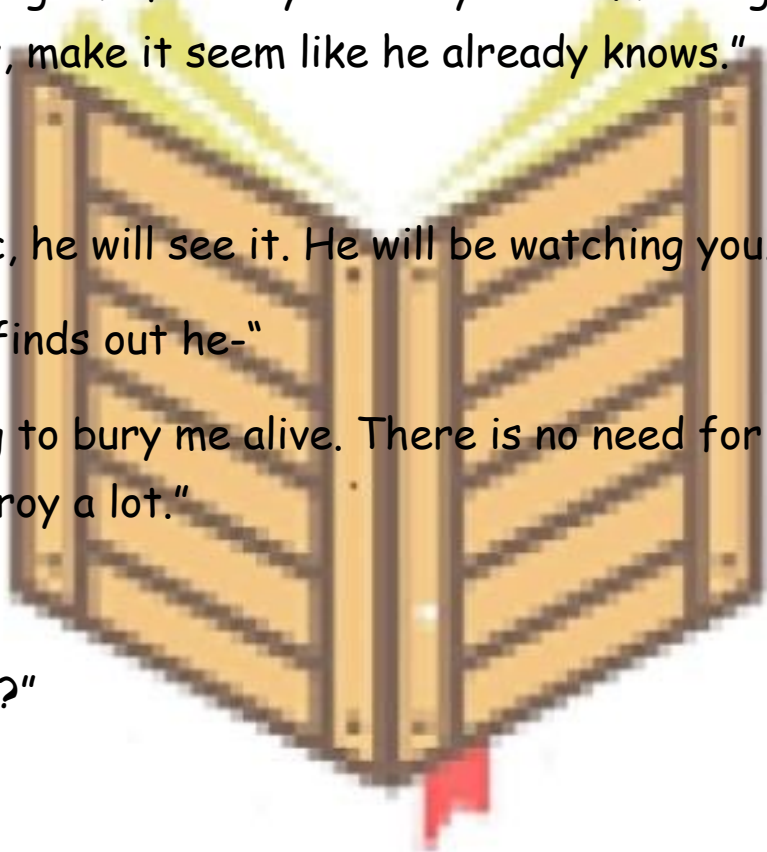 , make it seem like he already knows.”
, he will see it. He will be watching you
finds out he-“
to bury me alive. There is no need for
roy a lot.”
?”